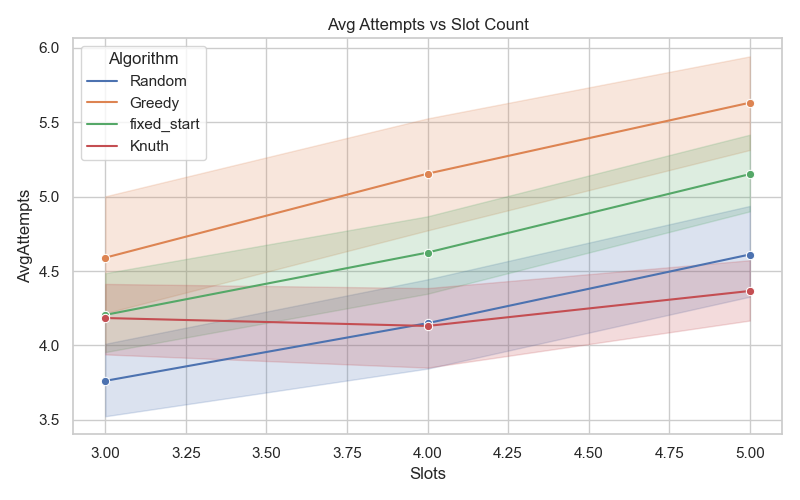 Avg Attempts vs Slot Count
Algorithm
Random
Greedy
fixed_start
Knuth
AvgAttempts
6.0
5.5
5.0
4.5
4.0
3.5
3.00 3.25 3.50 3.75 4.00 4.25 4.50 4.75 5.00
Slots